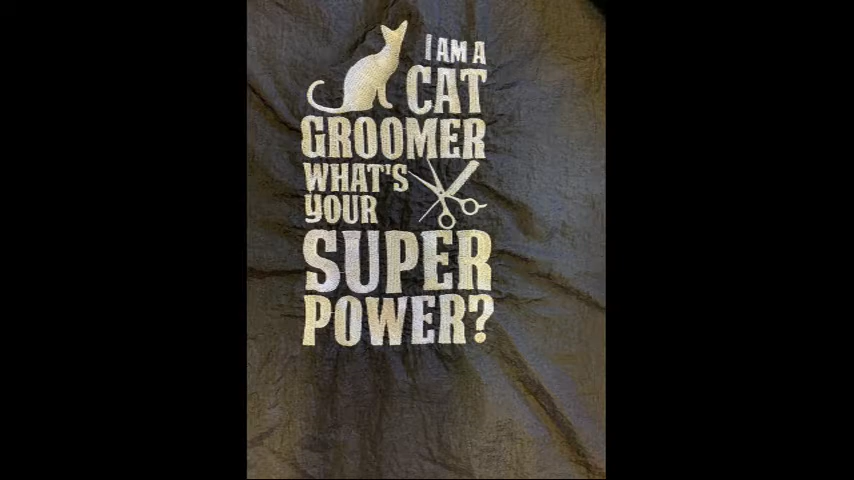 I AM A
CAT
GROOMER
WHAT'S
YOUR
SUPER
POWER?